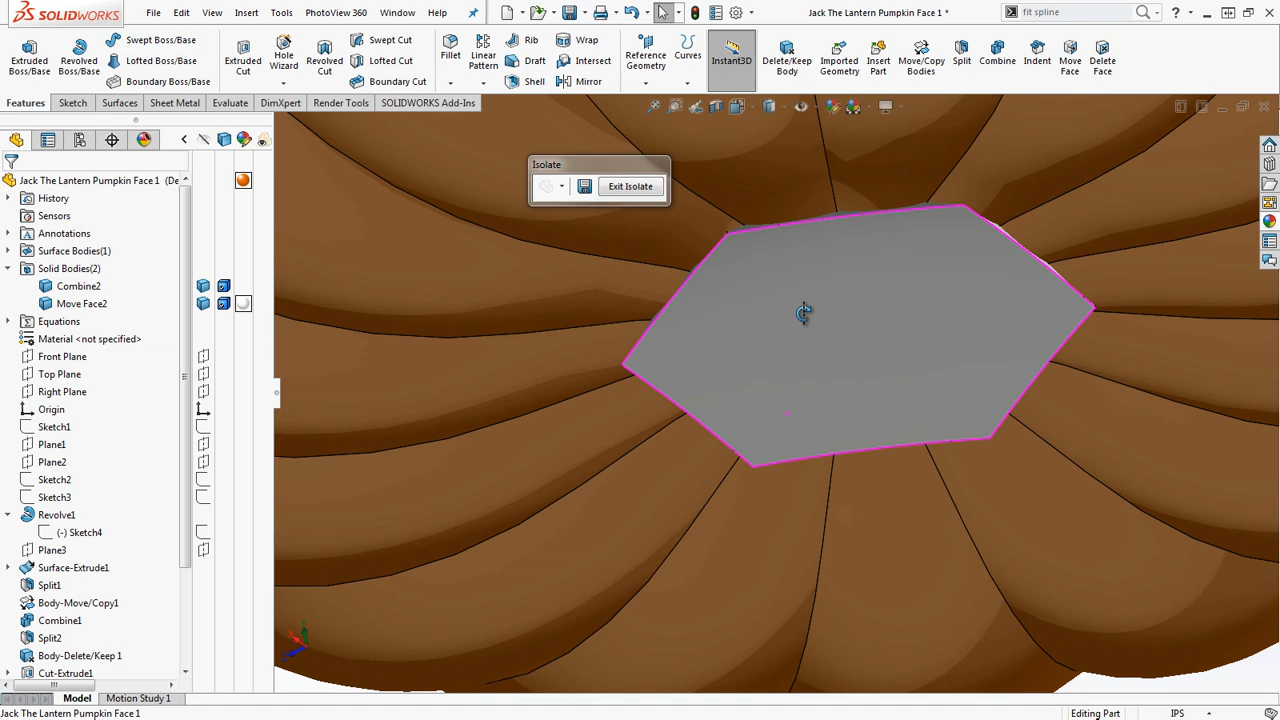 SOLIDWORKS
File Edit View Insert Tools PhotoView 360 Window Help
Jack The Lantern Pumpkin Face 1 *
fit spline
Extruded Boss/Base
Revolved Boss/Base
Swept Boss/Base
Lofted Boss/Base
Boundary Boss/Base
Extruded Cut
Hole Wizard
Revolved Cut
Swept Cut
Lofted Cut
Boundary Cut
Fillet
Linear Pattern
Rib
Draft
Shell
Wrap
Intersect
Mirror
Reference Geometry
Curves
Instant3D
Delete/Keep Body
Imported Geometry
Insert Part
Move/Copy Bodies
Split
Combine
Indent
Move Face
Delete Face
Features Sketch Surfaces Sheet Metal Evaluate DimXpert Render Tools SOLIDWORKS Add-Ins
Isolate
Exit Isolate
Jack The Lantern Pumpkin Face 1 (De
History
Sensors
Annotations
Surface Bodies(1)
Solid Bodies(2)
Combine2
Move Face2
Equations
Material <not specified>
Front Plane
Top Plane
Right Plane
Origin
Sketch1
Plane1
Plane2
Sketch2
Sketch3
Revolve1
(-) Sketch4
Plane3
Surface-Extrude1
Split1
Body-Move/Copy1
Combine1
Split2
Body-Delete/Keep 1
Cut-Extrude1
Model Motion Study 1
Jack The Lantern Pumpkin Face 1
Editing Part
IPS